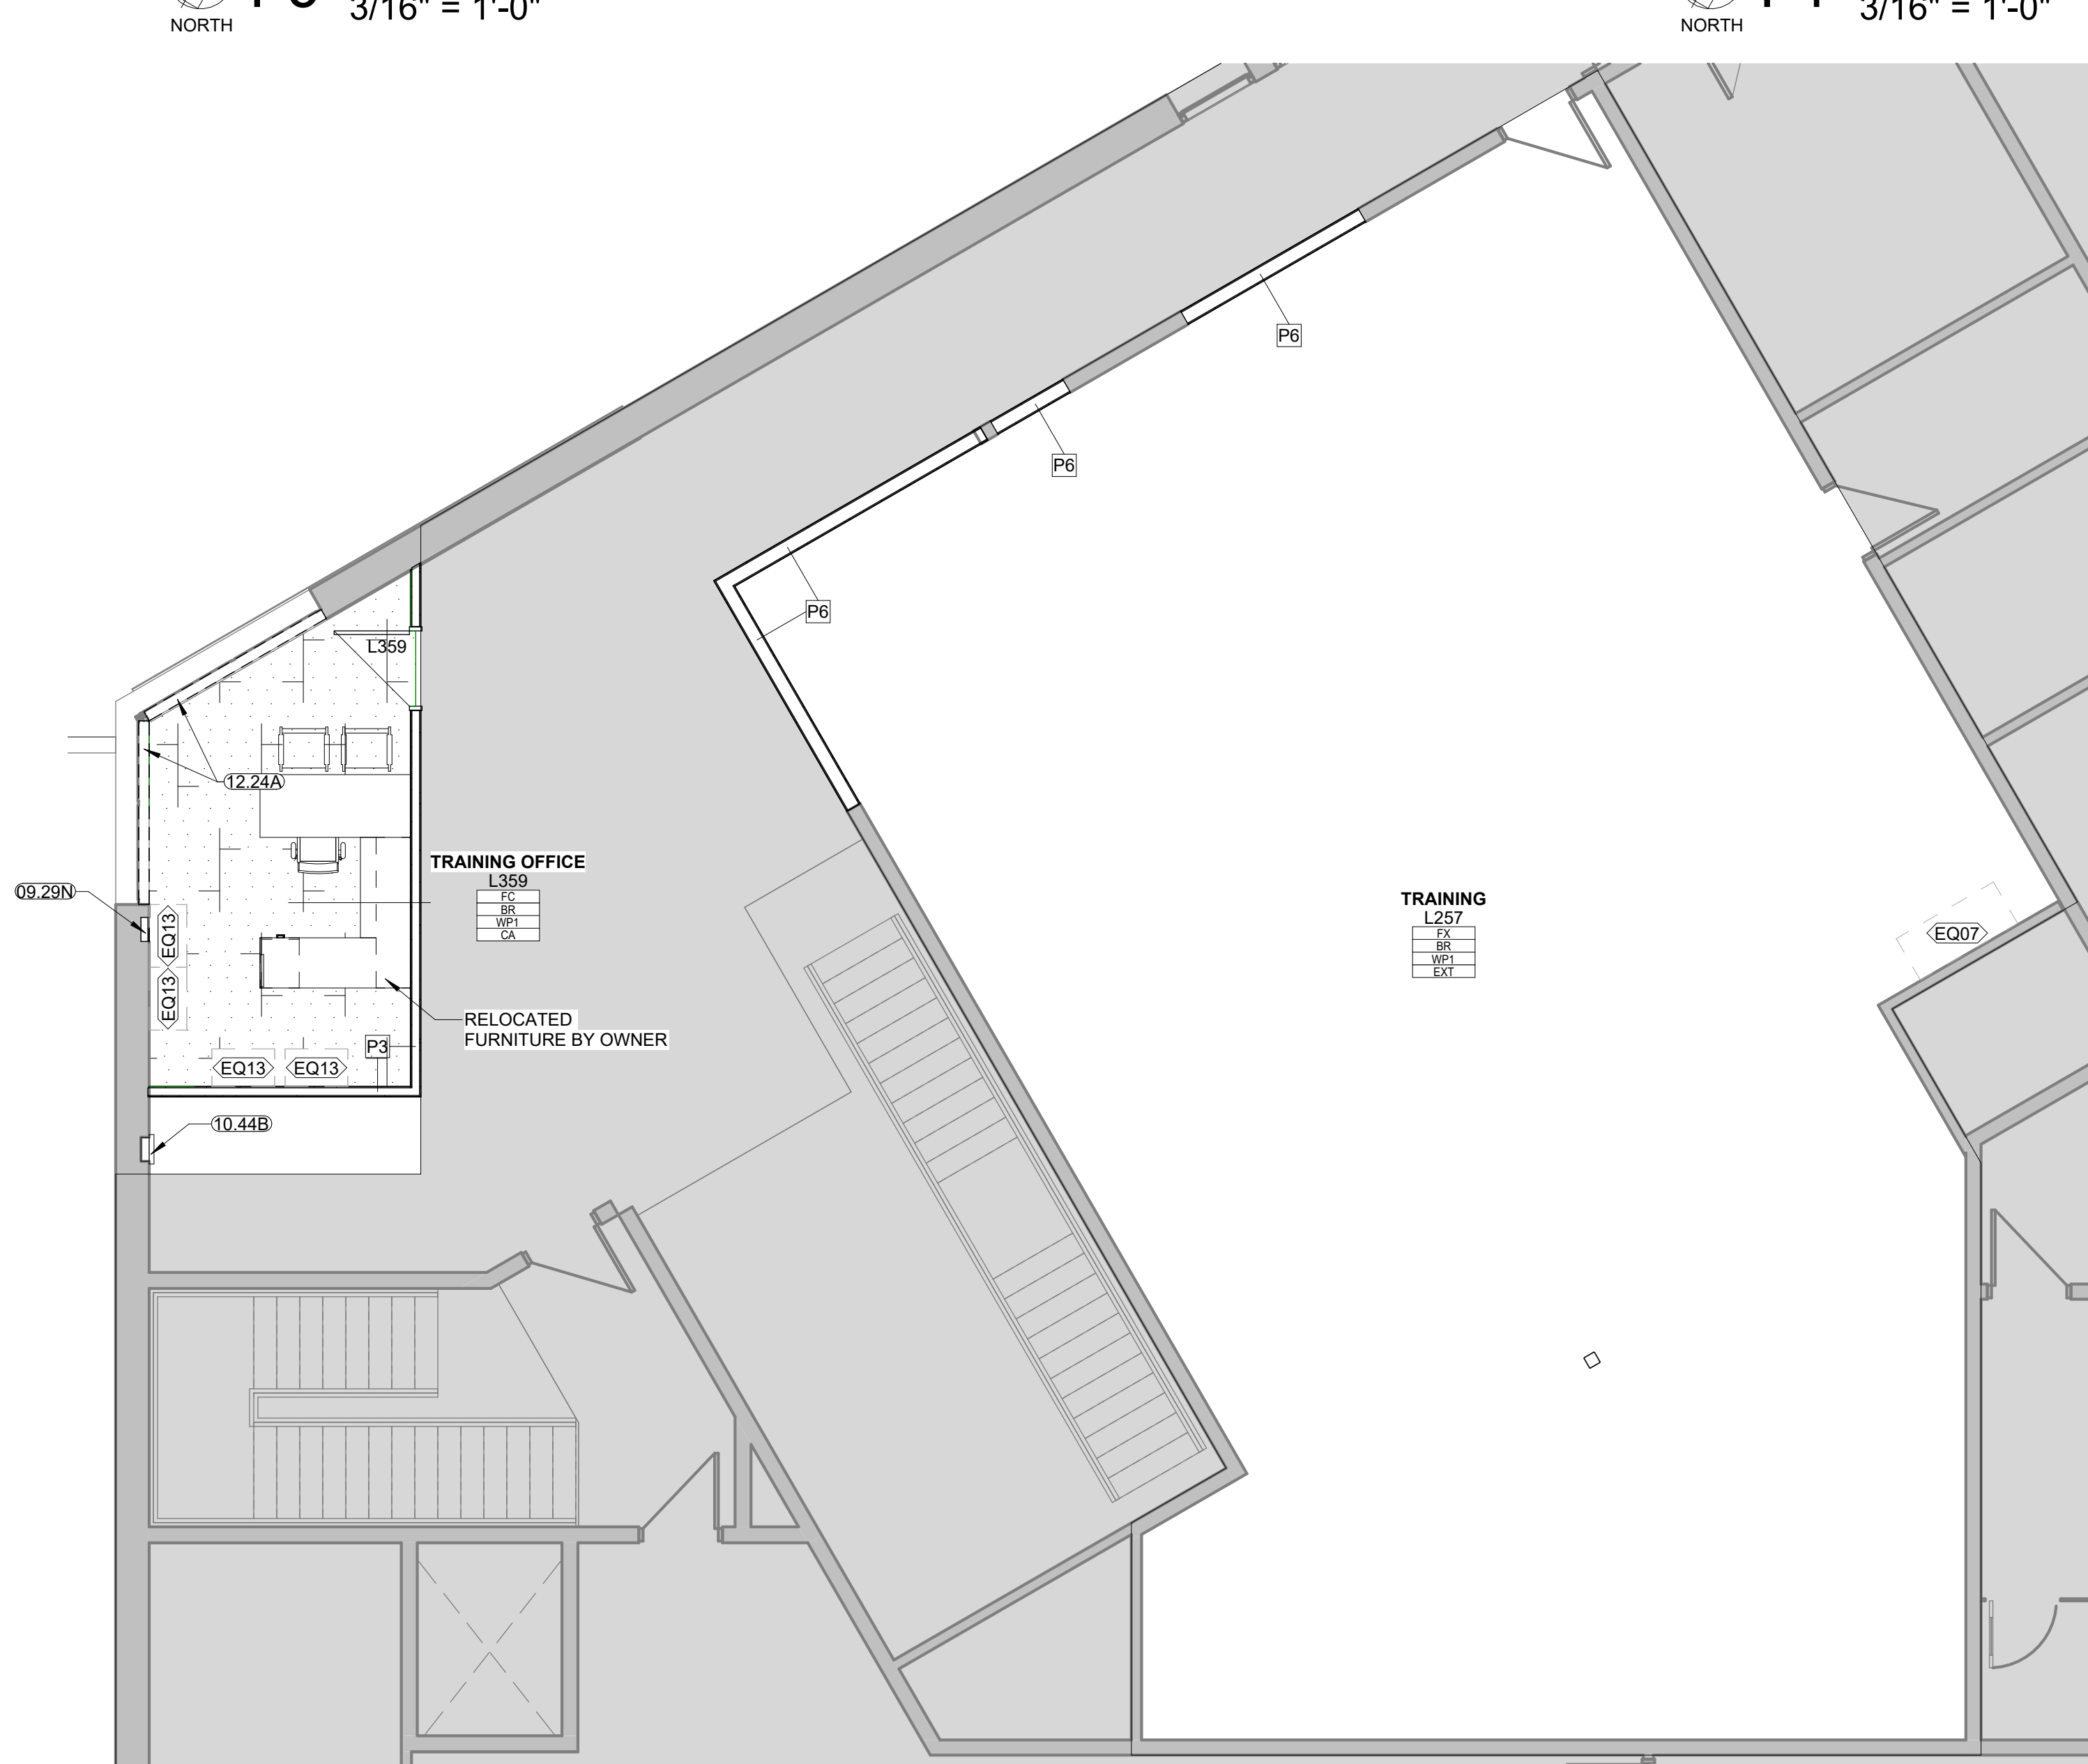 3/16" = 1'-0"
NORTH
3/16" = 1'-0"
NORTH
P6
P6
P6
L359
12.24A
TRAINING OFFICE
L359
FC
BR
WP1
CA
09.29N
EQ13
EQ13
TRAINING
L257
FX
BR
WP1
EXT
EQ07
RELOCATED
FURNITURE BY OWNER
P3
EQ13
EQ13
10.44B